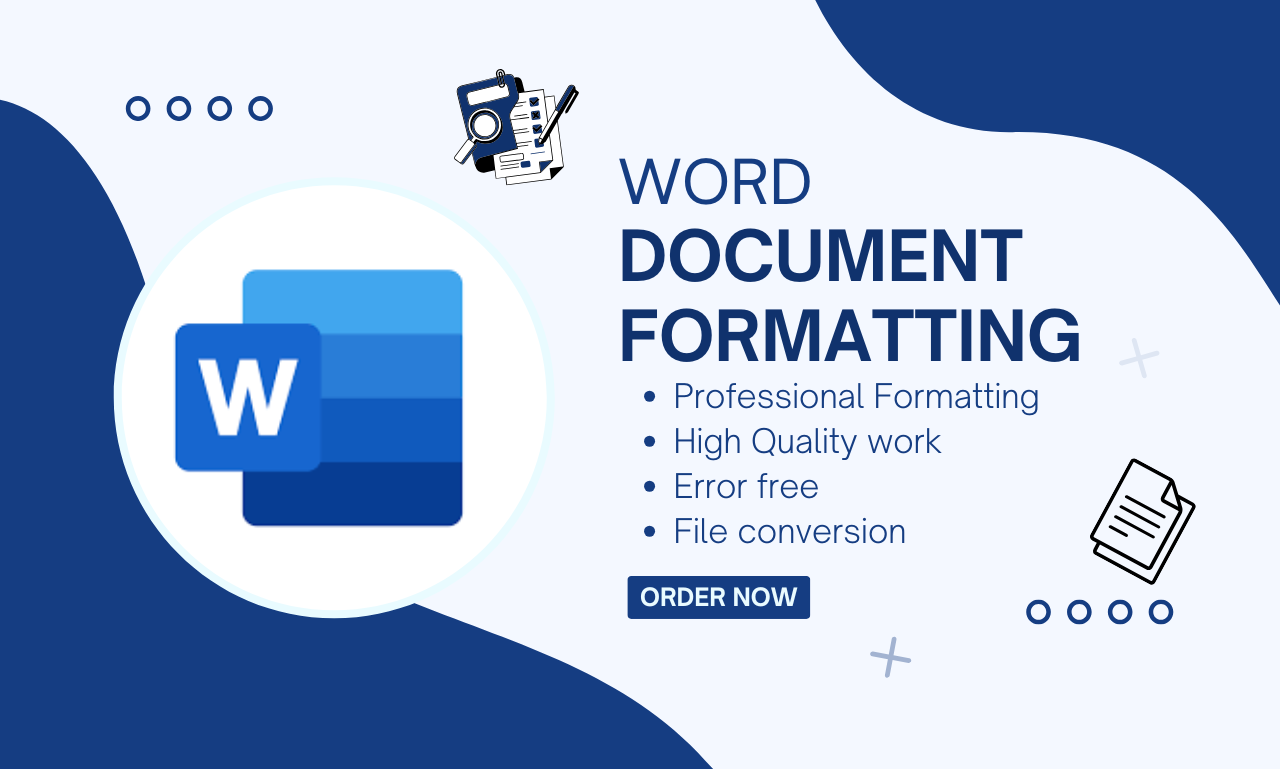 WORD
DOCUMENT
FORMATTING
Professional Formatting
High Quality work
Error free
File conversion
ORDER NOW
W